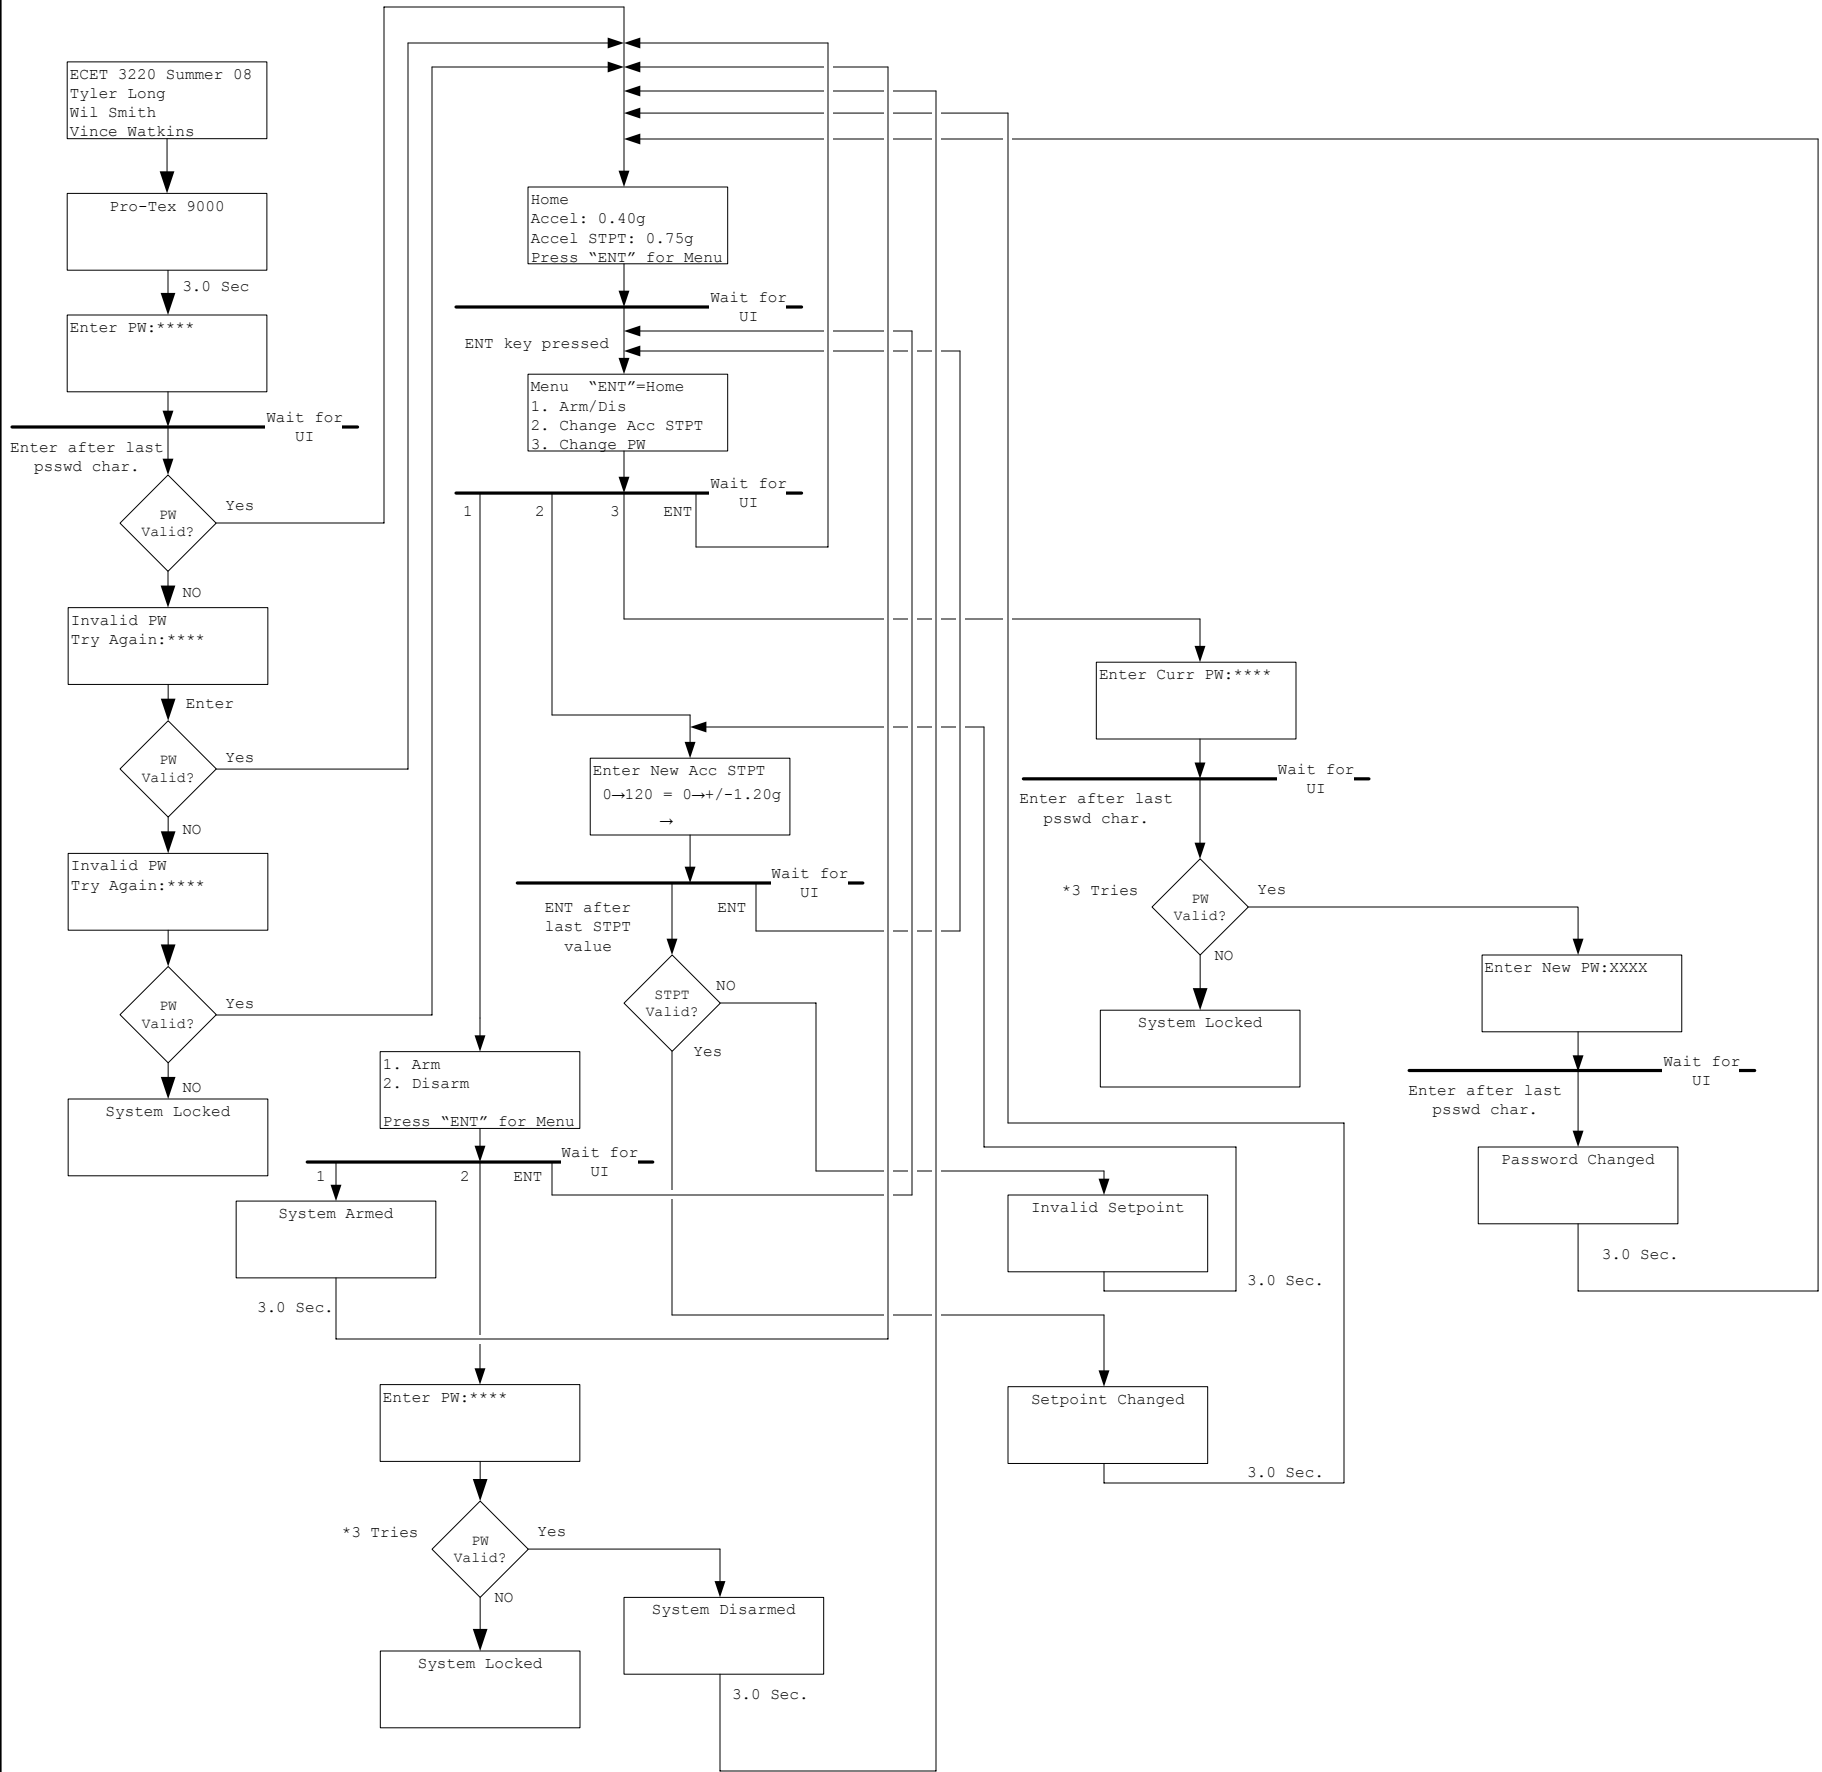 ECET 3220 Summer 08
Tyler Long
Wil Smith
Vince Watkins
Pro-Tex 9000
3.0 Sec
Enter PW:****
Wait for
UI
Enter after last
psswd char.
PW
Valid?
Yes
NO
Invalid PW
Try Again:****
Enter
PW
Valid?
Yes
NO
Invalid PW
Try Again:****
PW
Valid?
Yes
NO
System Locked
Home
Accel: 0.40g
Accel STPT: 0.75g
Press “ENT” for Menu
Wait for
UI
ENT key pressed
Menu “ENT”=Home
1. Arm/Dis
2. Change Acc STPT
3. Change PW
Wait for
UI
1
2
3
ENT
Enter New Acc STPT
0→120 = 0→+/-1.20g
→
Wait for
UI
ENT after
last STPT
value
ENT
STPT
Valid?
NO
Yes
1. Arm
2. Disarm
Press “ENT” for Menu
Wait for
UI
1
2
ENT
System Armed
3.0 Sec.
Enter PW:****
*3 Tries
PW
Valid?
Yes
NO
System Locked
System Disarmed
3.0 Sec.
Enter Curr PW:****
Wait for
UI
Enter after last
psswd char.
*3 Tries
PW
Valid?
Yes
NO
System Locked
Enter New PW:XXXX
Wait for
UI
Enter after last
psswd char.
Password Changed
3.0 Sec.
Invalid Setpoint
3.0 Sec.
Setpoint Changed
3.0 Sec.